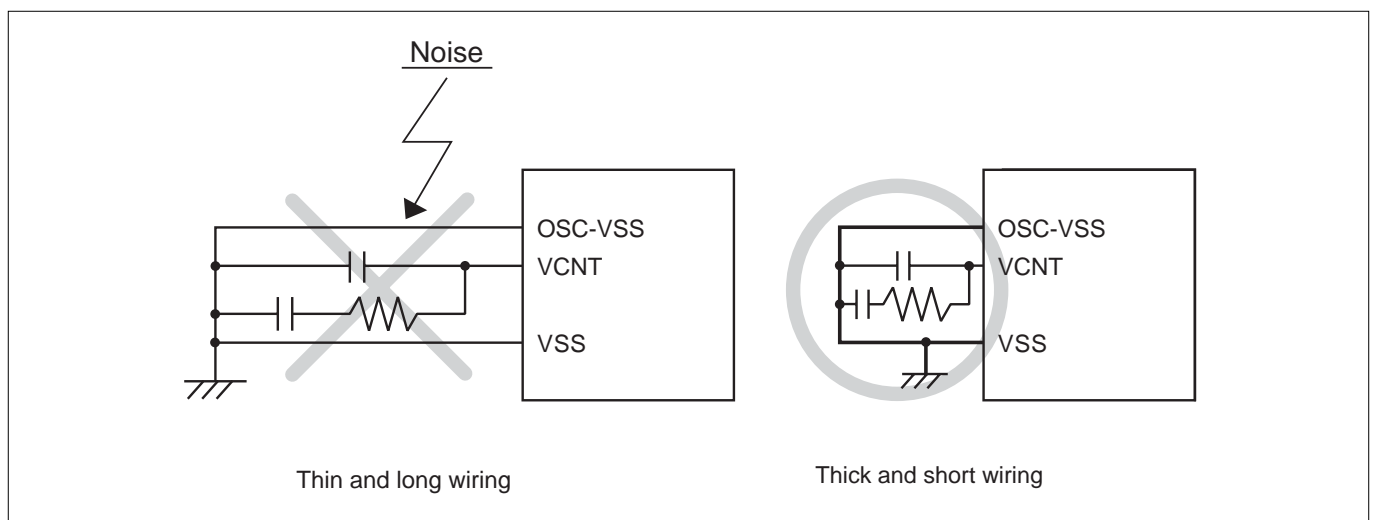 Noise
OSC-VSS
VCNT
VSS
Thin and long wiring
OSC-VSS
VCNT
VSS
Thick and short wiring